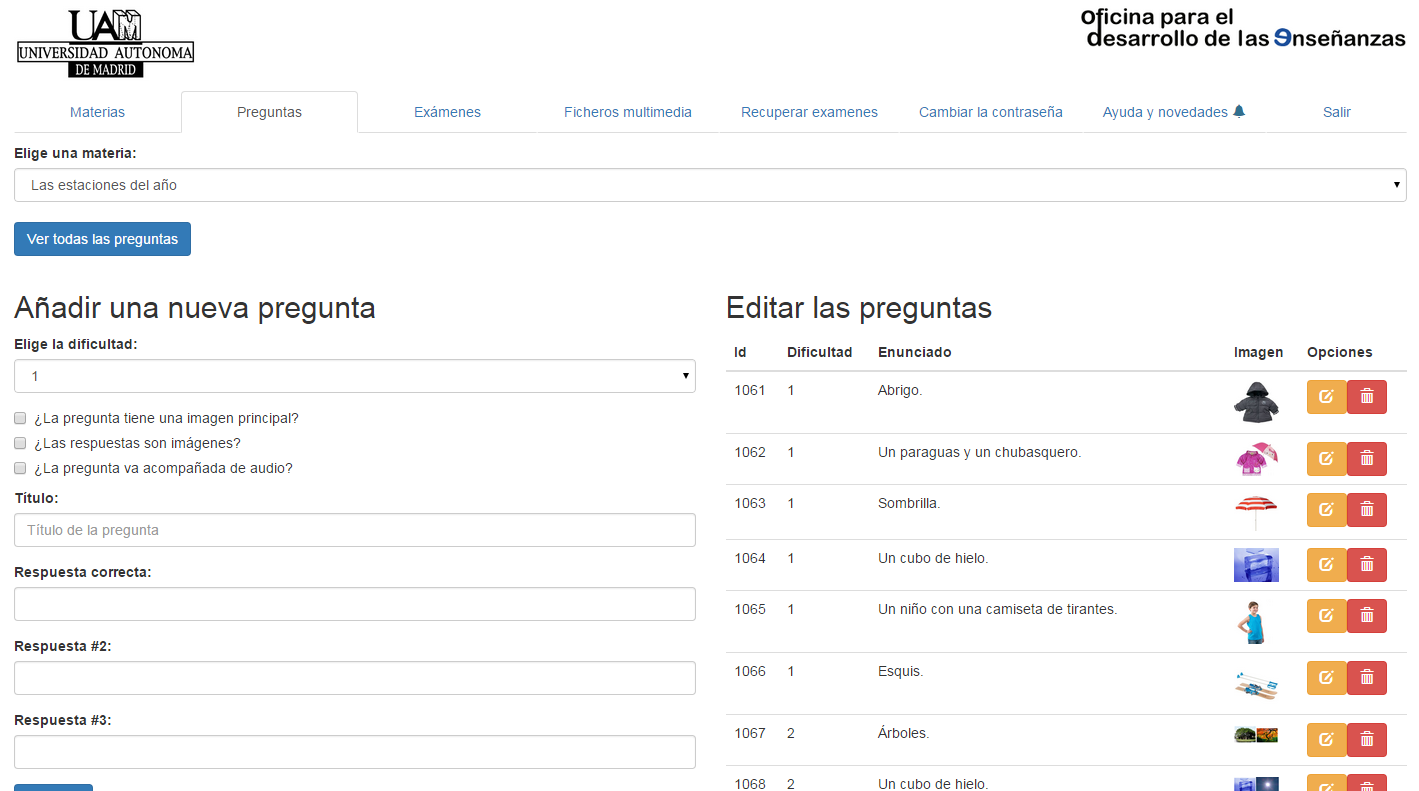 UAM
UNIVERSIDAD AUTONOMA
DE MADRID
oficina para el
desarrollo de las enseñanzas
Materias
Preguntas
Exámenes
Ficheros multimedia
Recuperar examenes
Cambiar la contraseña
Ayuda y novedades
Salir
Elige una materia:
Las estaciones del año
Ver todas las preguntas
Añadir una nueva pregunta
Elige la dificultad:
1
¿La pregunta tiene una imagen principal?
¿Las respuestas son imágenes?
¿La pregunta va acompañada de audio?
Título:
Título de la pregunta
Respuesta correcta:
Respuesta #2:
Respuesta #3:
Editar las preguntas
Id Dificultad Enunciado Imagen Opciones
1061 1 Abrigo.
1062 1 Un paraguas y un chubasquero.
1063 1 Sombrilla.
1064 1 Un cubo de hielo.
1065 1 Un niño con una camiseta de tirantes.
1066 1 Esquis.
1067 2 Árboles.
1068 2 Un cubo de hielo.